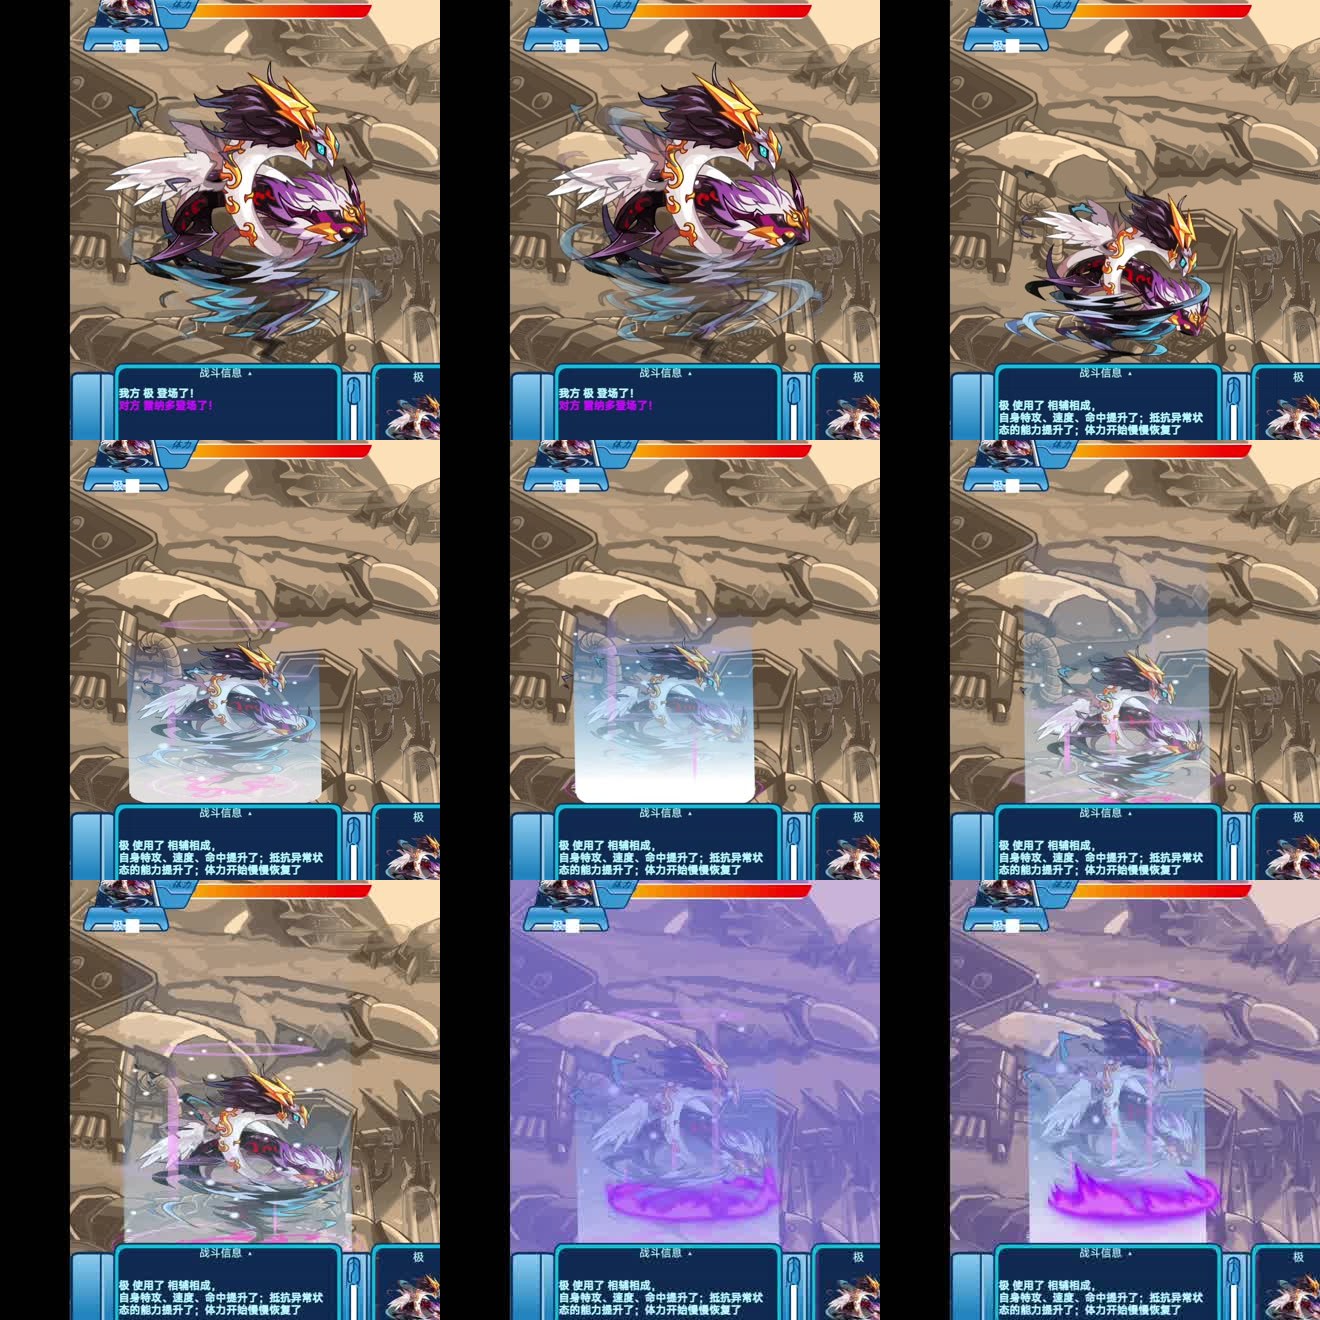 体力
极
体力
极
体力
极
战斗信息
极
我方 极 登场了！
对方 雷纳多登场了！
战斗信息
极
我方 极 登场了！
对方 雷纳多登场了！
战斗信息
极
极 使用了 相辅相成，
自身特攻、速度、命中提升了；抵抗异常状
态的能力提升了；体力开始慢慢恢复了
体力
极
体力
极
体力
极
战斗信息
极
极 使用了 相辅相成，
自身特攻、速度、命中提升了；抵抗异常状
态的能力提升了；体力开始慢慢恢复了
战斗信息
极
极 使用了 相辅相成，
自身特攻、速度、命中提升了；抵抗异常状
态的能力提升了；体力开始慢慢恢复了
战斗信息
极
极 使用了 相辅相成，
自身特攻、速度、命中提升了；抵抗异常状
态的能力提升了；体力开始慢慢恢复了
体力
极
体力
极
体力
极
战斗信息
极
极 使用了 相辅相成，
自身特攻、速度、命中提升了；抵抗异常状
态的能力提升了；体力开始慢慢恢复了
战斗信息
极
极 使用了 相辅相成，
自身特攻、速度、命中提升了；抵抗异常状
态的能力提升了；体力开始慢慢恢复了
战斗信息
极
极 使用了 相辅相成，
自身特攻、速度、命中提升了；抵抗异常状
态的能力提升了；体力开始慢慢恢复了